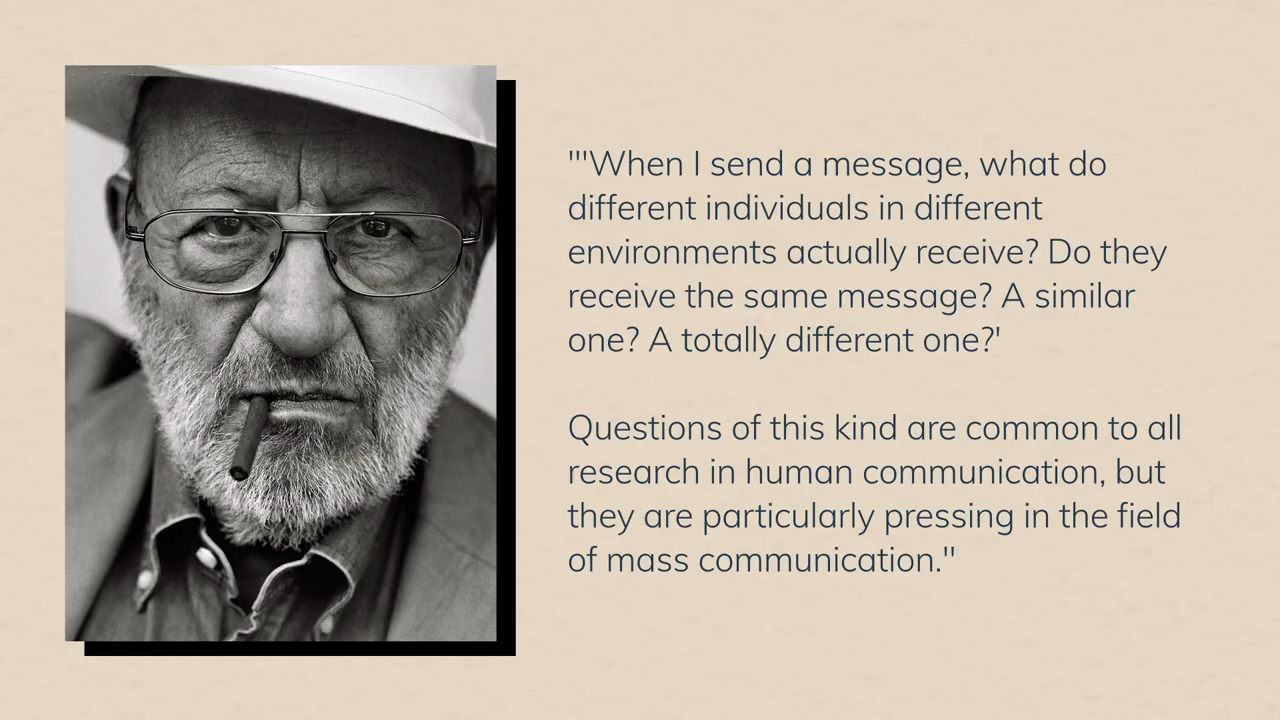 "'When I send a message, what do
different individuals in different
environments actually receive? Do they
receive the same message? A similar
one? A totally different one?'
Questions of this kind are common to all
research in human communication, but
they are particularly pressing in the field
of mass communication."